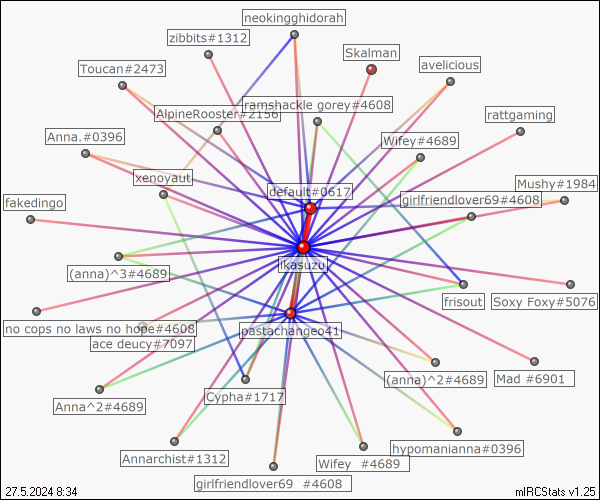 neokingghidorah
zibbits#1312
Skalman
avelicious
Toucan#2473
ramshackle gorey#4608
AlpineRooster#2156
rattgaming
Anna.#0396
Wifey#4689
xenoyaut
default#0617
Mushy#1984
girlfriendlover69#4608
fakedingo
ikasuzu
(anna)^3#4689
frisout
Soxy Foxy#5076
no cops no laws no hope#4608
pastachangeo41
ace deucy#7097
(anna)^2#4689
Mad #6901
Cypha#1717
Anna^2#4689
hypomanianna#0396
Annarchist#1312
Wifey #4689
girlfriendlover69 #4608
27.5.2024 8:34
mIRCStats v1.25